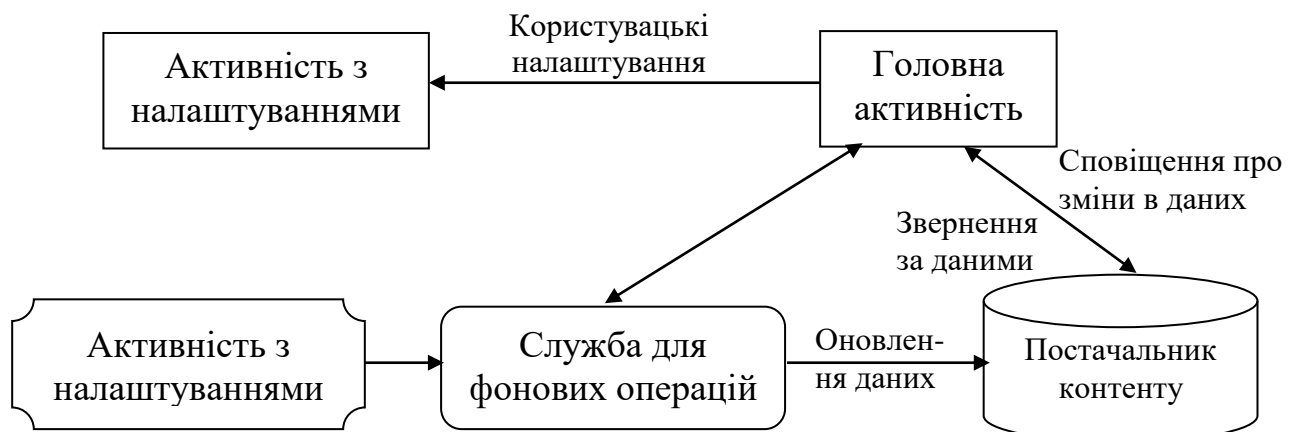 Активність з
налаштуваннями
Користувацькі
налаштування
Головна
активність
Сповіщення про
зміни в даних
Звернення
за даними
Активність з
налаштуваннями
Служба для
фонових операцій
Оновлен-
ня даних
Постачальник
контенту